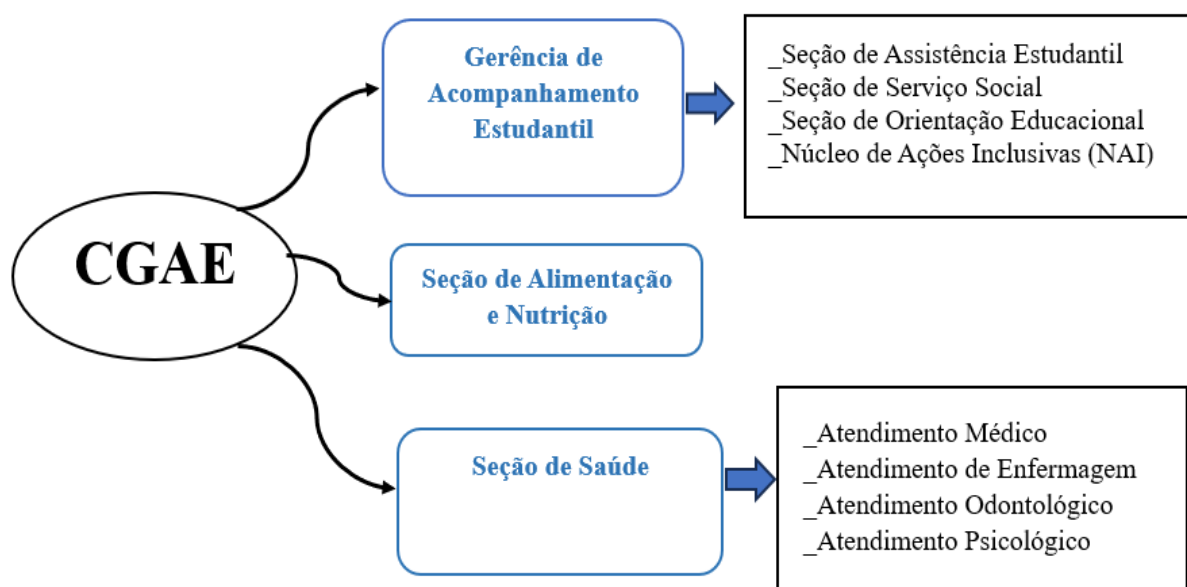 CGAE
Gerência de
Acompanhamento
Estudantil
_Seção de Assistência Estudantil
_Seção de Serviço Social
_Seção de Orientação Educacional
_Núcleo de Ações Inclusivas (NAI)
Seção de Alimentação
e Nutrição
Seção de Saúde
_Atendimento Médico
_Atendimento de Enfermagem
_Atendimento Odontológico
_Atendimento Psicológico